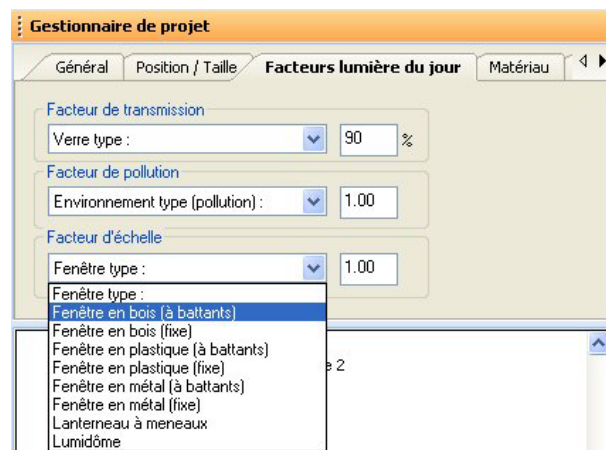 Gestionnaire de projet
Général Position / Taille Facteurs lumière du jour Matériau
Facteur de transmission
Verre type : 90 %
Facteur de pollution
Environnement type (pollution) : 1.00
Facteur d'échelle
Fenêtre type : 1.00
Fenêtre type :
Fenêtre en bois (à battants)
Fenêtre en bois (fixe)
Fenêtre en plastique (à battants)
e 2
Fenêtre en plastique (fixe)
Fenêtre en métal (à battants)
Fenêtre en métal (fixe)
Lanterneau à meneaux
Lumidôme